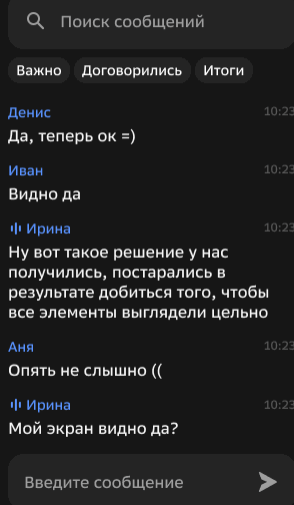 Поиск сообщений
Важно Договорились Итоги
Денис 10:23
Да, теперь ок =)
Иван 10:23
Видно да
Ирина 10:23
Ну вот такое решение у нас
получились, постарались в
результате добиться того, чтобы
все элементы выглядели цельно
Аня 10:23
Опять не слышно ((
Ирина 10:23
Мой экран видно да?
Введите сообщение